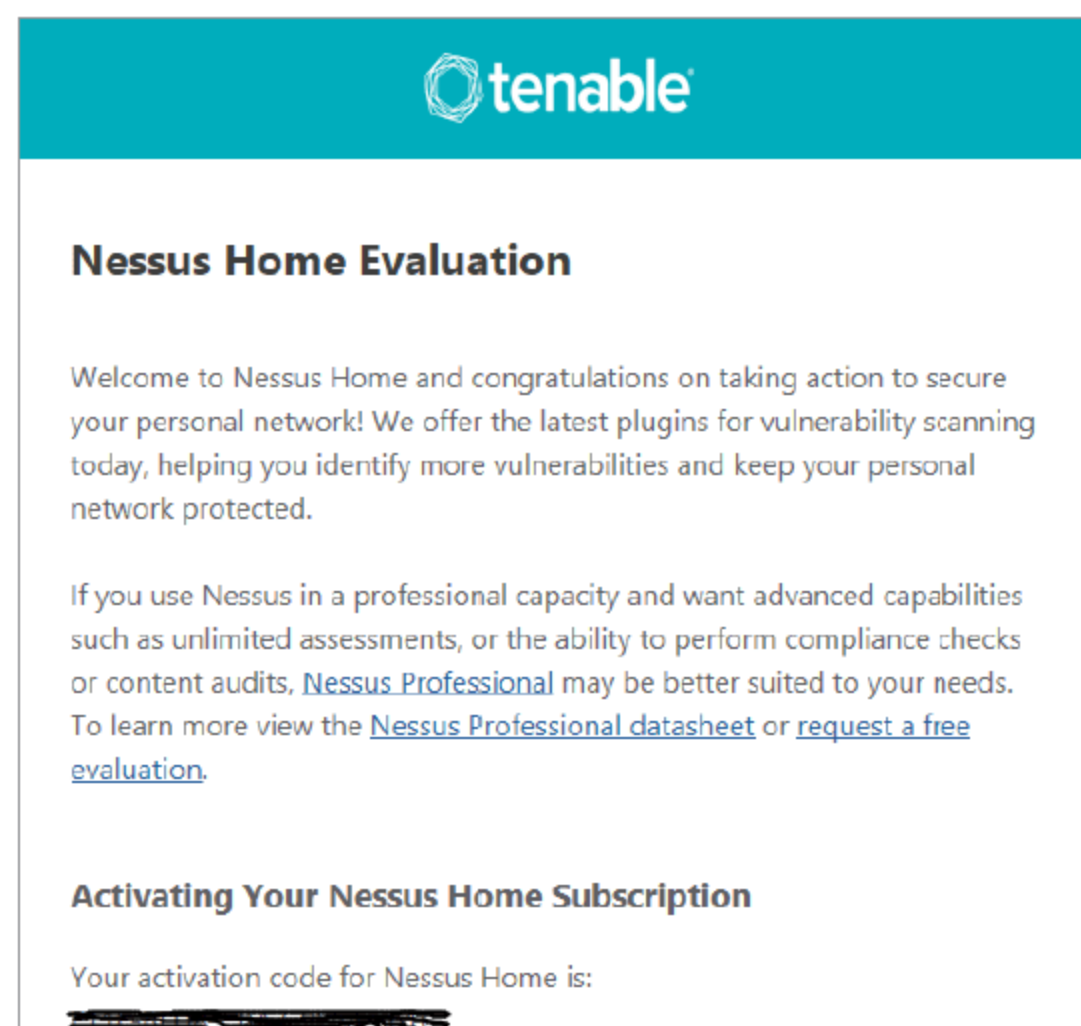 tenable
Nessus Home Evaluation
Welcome to Nessus Home and congratulations on taking action to secure
your personal network! We offer the latest plugins for vulnerability scanning
today, helping you identify more vulnerabilities and keep your personal
network protected.
If you use Nessus in a professional capacity and want advanced capabilities
such as unlimited assessments, or the ability to perform compliance checks
or content audits, Nessus Professional may be better suited to your needs.
To learn more view the Nessus Professional datasheet or request a free
evaluation.
Activating Your Nessus Home Subscription
Your activation code for Nessus Home is: